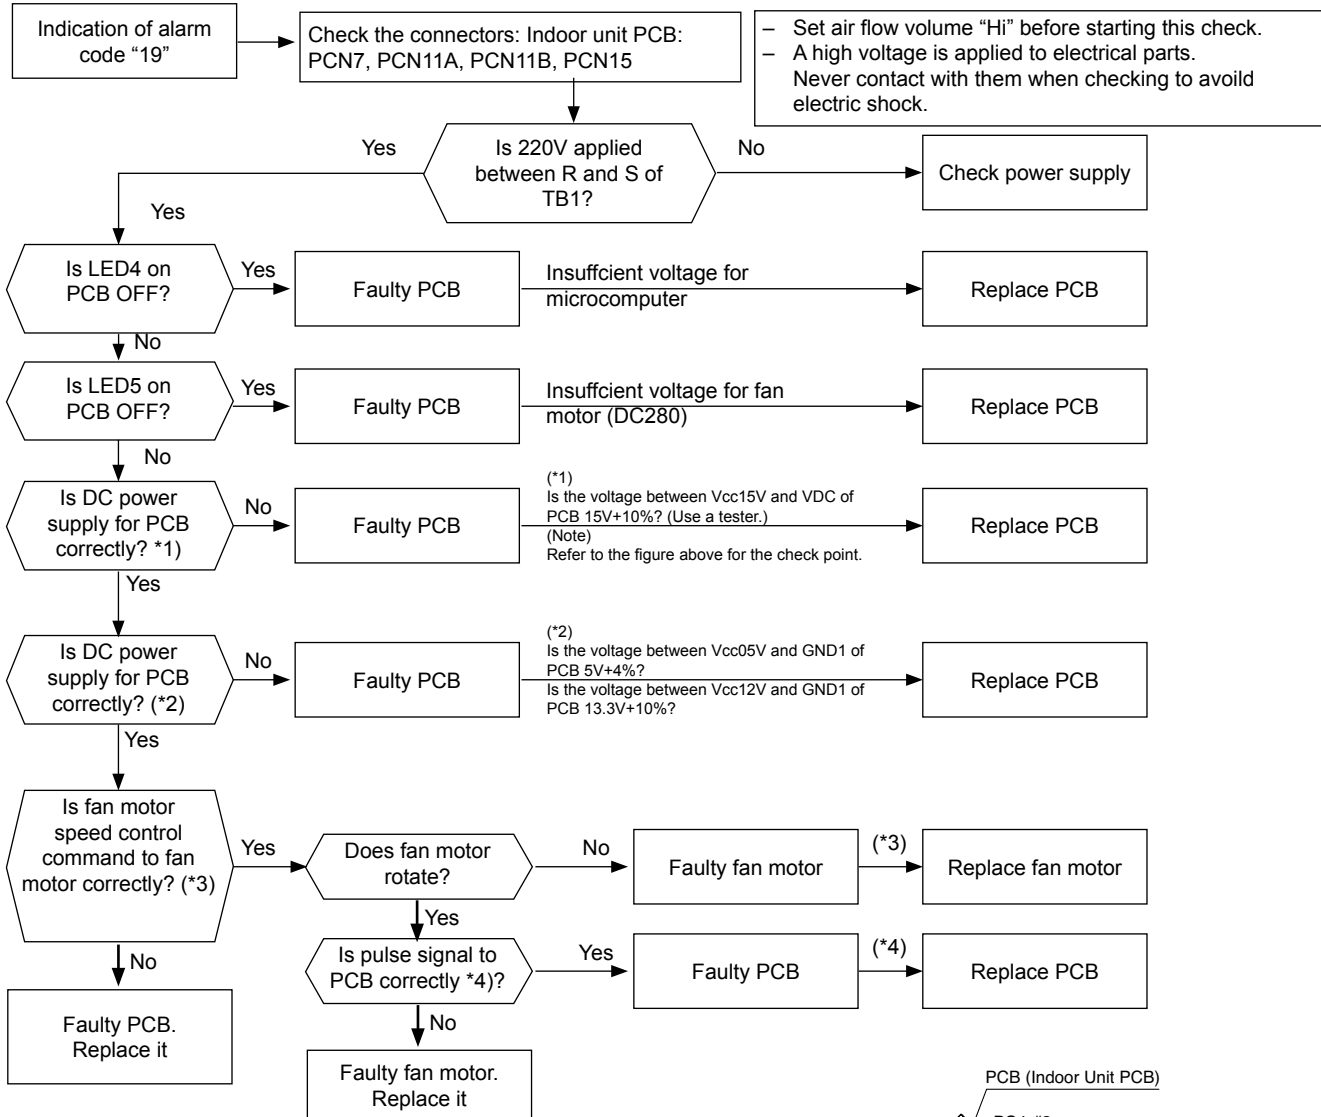 Indication of alarm
code “19”
Check the connectors: Indoor unit PCB:
PCN7, PCN11A, PCN11B, PCN15
– Set air flow volume “Hi” before starting this check.
– A high voltage is applied to electrical parts.
Never contact with them when checking to avoild
electric shock.
Yes
Is 220V applied
between R and S of
TB1?
No
Check power supply
Yes
Is LED4 on
PCB OFF?
Yes
Faulty PCB
Insuffcient voltage for
microcomputer
Replace PCB
No
Is LED5 on
PCB OFF?
Yes
Faulty PCB
Insuffcient voltage for fan
motor (DC280)
Replace PCB
No
Is DC power
supply for PCB
correctly? *1)
No
Faulty PCB
(*1)
Is the voltage between Vcc15V and VDC of
PCB 15V+10%? (Use a tester.)
(Note)
Refer to the figure above for the check point.
Replace PCB
Yes
Is DC power
supply for PCB
correctly? (*2)
No
Faulty PCB
(*2)
Is the voltage between Vcc05V and GND1 of
PCB 5V+4%?
Is the voltage between Vcc12V and GND1 of
PCB 13.3V+10%?
Replace PCB
Yes
Is fan motor
speed control
command to fan
motor correctly? (*3)
Yes
Does fan motor
rotate?
No
Faulty fan motor
(*3)
Replace fan motor
Yes
Is pulse signal to
PCB correctly *4)?
Yes
Faulty PCB
(*4)
Replace PCB
No
Faulty PCB.
Replace it
No
Faulty fan motor.
Replace it
PCB (Indoor Unit PCB)